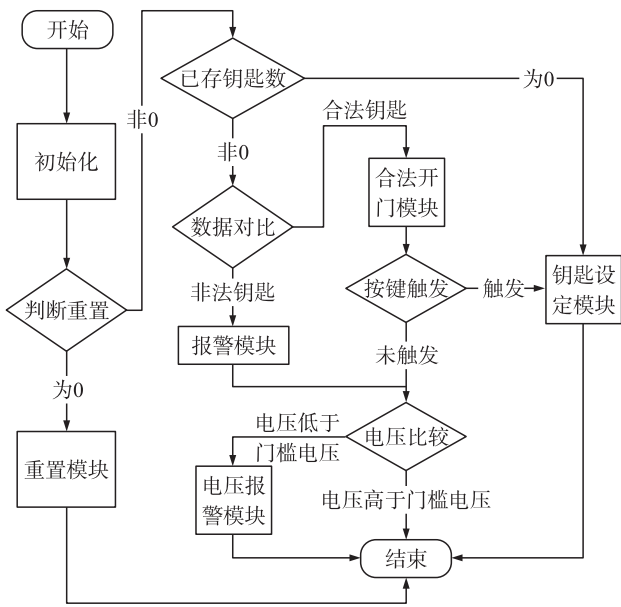 开始
初始化
判断重置
为0
重置模块
非0
已存钥匙数
为0
非0
合法钥匙
数据对比
合法开
门模块
非法钥匙
报警模块
按键触发
触发
钥匙设
定模块
未触发
电压比较
电压低于
门槛电压
电压报
警模块
电压高于门槛电压
结束